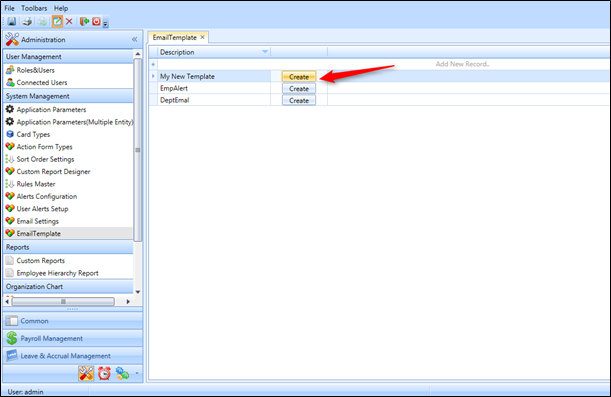 File Toolbars Help
Administration
User Management
Roles&Users
Connected Users
System Management
Application Parameters
Application Parameters(Multiple Entity)
Card Types
Action Form Types
Sort Order Settings
Custom Report Designer
Rules Master
Alerts Configuration
User Alerts Setup
Email Settings
EmailTemplate
Reports
Custom Reports
Employee Hierarchy Report
Organization Chart
Common
Payroll Management
Leave & Accrual Management
User: admin
EmailTemplate
Description
Add New Record..
My New Template Create
EmpAlert Create
DeptEmal Create